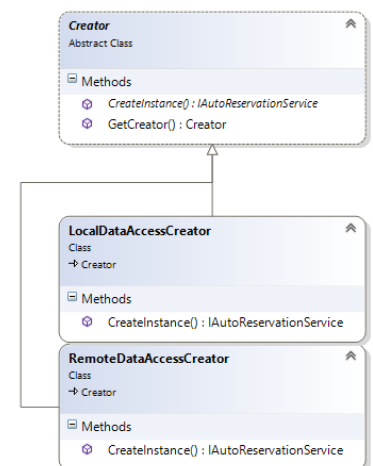 Creator
Abstract Class
Methods
CreateInstance() : IAutoReservationService
GetCreator() : Creator
LocalDataAccessCreator
Class
Creator
Methods
CreateInstance() : IAutoReservationService
RemoteDataAccessCreator
Class
Creator
Methods
CreateInstance() : IAutoReservationService